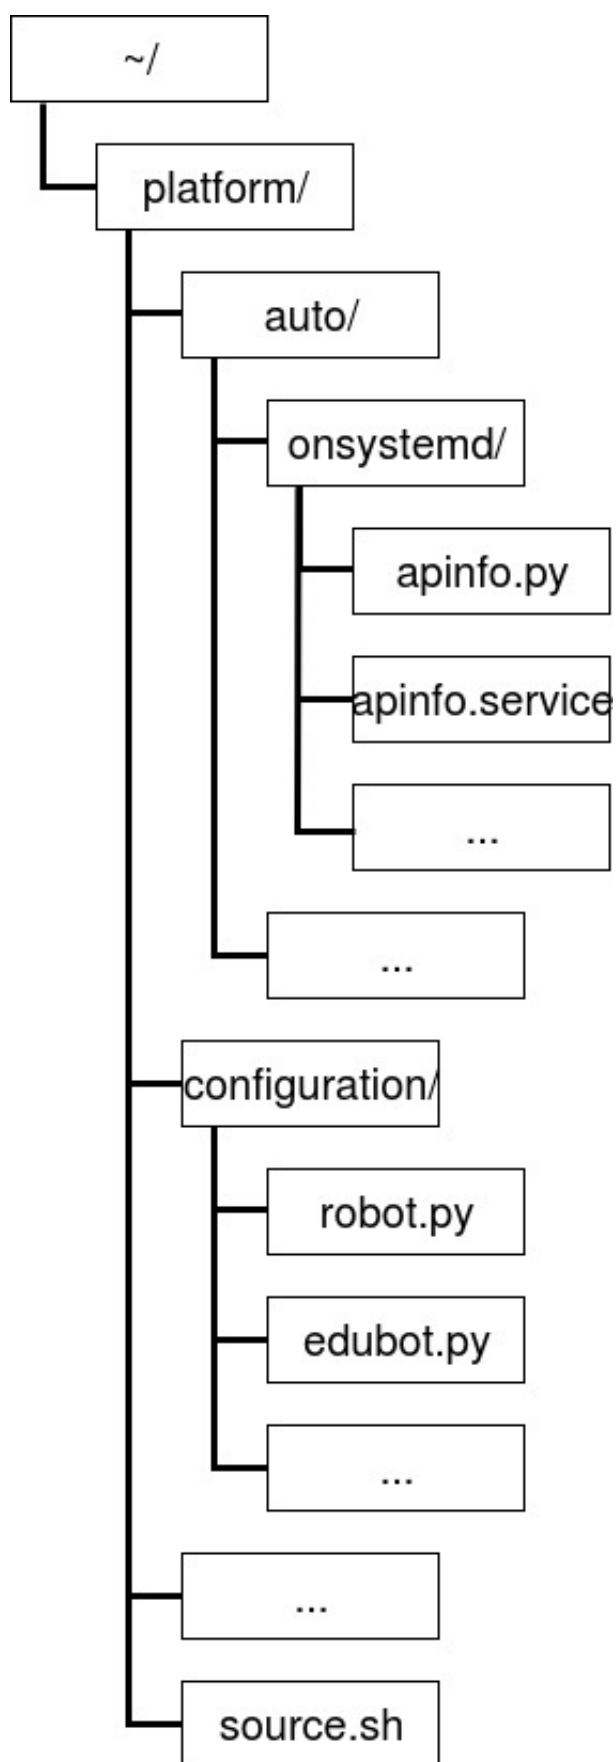 ~/
platform/
auto/
onsystemd/
apinfo.py
apinfo.service
...
...
configuration/
robot.py
edubot.py
...
...
source.sh